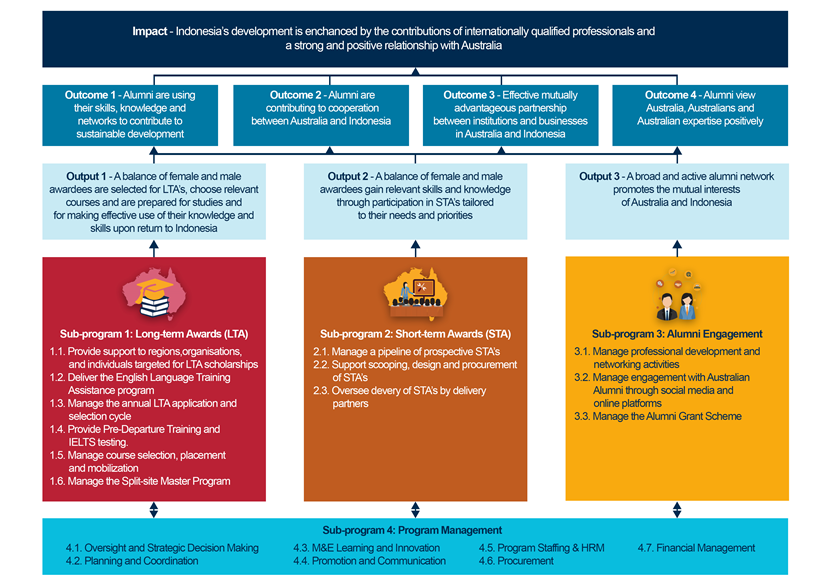 Impact - Indonesia's development is enchanced by the contributions of internationally qualified professionals and
a strong and positive relationship with Australia
Outcome 1 - Alumni are using
their skills, knowledge and
networks to contribute to
sustainable development
Outcome 2 - Alumni are
contributing to cooperation
between Australia and Indonesia
Outcome 3 - Effective mutually
advantageous partnership
between institutions and businesses
in Australia and Indonesia
Outcome 4 - Alumni view
Australia, Australians and
Australian expertise positively
Output 1 - A balance of female and male
awardees are selected for LTA's, choose relevant
courses and are prepared for studies and
for making effective use of their knowledge and
skills upon return to Indonesia
Output 2 - A balance of female and male
awardees gain relevant skills and knowledge
through participation in STA's tailored
to their needs and priorities
Output 3 - A broad and active alumni network
promotes the mutual interests
of Australia and Indonesia
Sub-program 1: Long-term Awards (LTA)
1.1. Provide support to regions,organisations,
and individuals targeted for LTA scholarships
1.2. Deliver the English Language Training
Assistance program
1.3. Manage the annual LTA application and
selection cycle
1.4. Provide Pre-Departure Training and
IELTS testing.
1.5. Manage course selection, placement
and mobilization
1.6. Manage the Split-site Master Program
Sub-program 2: Short-term Awards (STA)
2.1. Manage a pipeline of prospective STA's
2.2. Support scooping, design and procurement
of STA's
2.3. Oversee devery of STA's by delivery
partners
Sub-program 3: Alumni Engagement
3.1. Manage professional development and
networking activities
3.2. Manage engagement with Australian
Alumni through social media and
online platforms
3.3. Manage the Alumni Grant Scheme
Sub-program 4: Program Management
4.1. Oversight and Strategic Decision Making
4.2. Planning and Coordination
4.3. M&E Learning and Innovation
4.4. Promotion and Communication
4.5. Program Staffing & HRM
4.6. Procurement
4.7. Financial Management